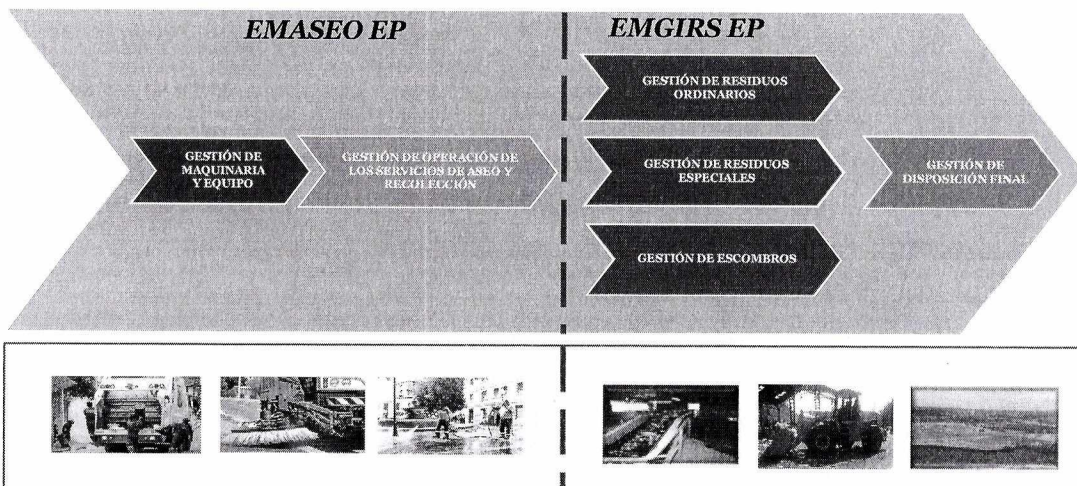 EMASEO EP
EMGIRS EP
GESTIÓN DE
MAQUINARIA
Y EQUIPO
GESTIÓN DE OPERACIÓN DE
LOS SERVICIOS DE ASEO Y
RECOLECCIÓN
GESTIÓN DE RESIDUOS
ORDINARIOS
GESTIÓN DE RESIDUOS
ESPECIALES
GESTIÓN DE ESCOMBROS
GESTIÓN DE
DISPOSICIÓN FINAL